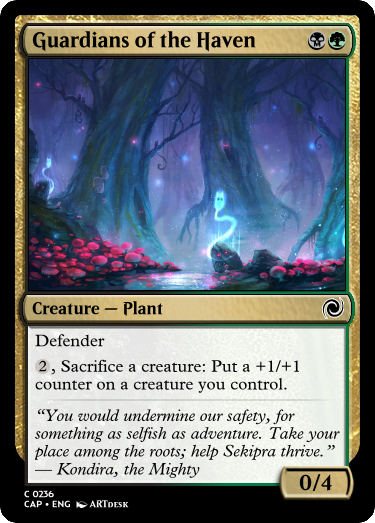 Guardians of the Haven
Creature — Plant
Defender
2, Sacrifice a creature: Put a +1/+1
counter on a creature you control.
“You would undermine our safety, for
something as selfish as adventure. Take your
place among the roots; help Sekipra thrive.”
— Kondira, the Mighty
0/4
C 0236
CAP • ENG ARTDESK